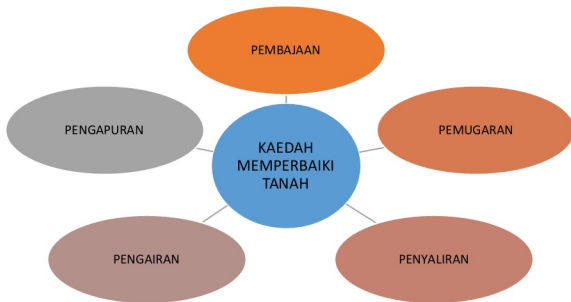 PEMBAJAAN
PENGAPURAN
PEMUGARAN
KAEDAH
MEMPERBAIKI
TANAH
PENGAIRAN
PENYALIRAN